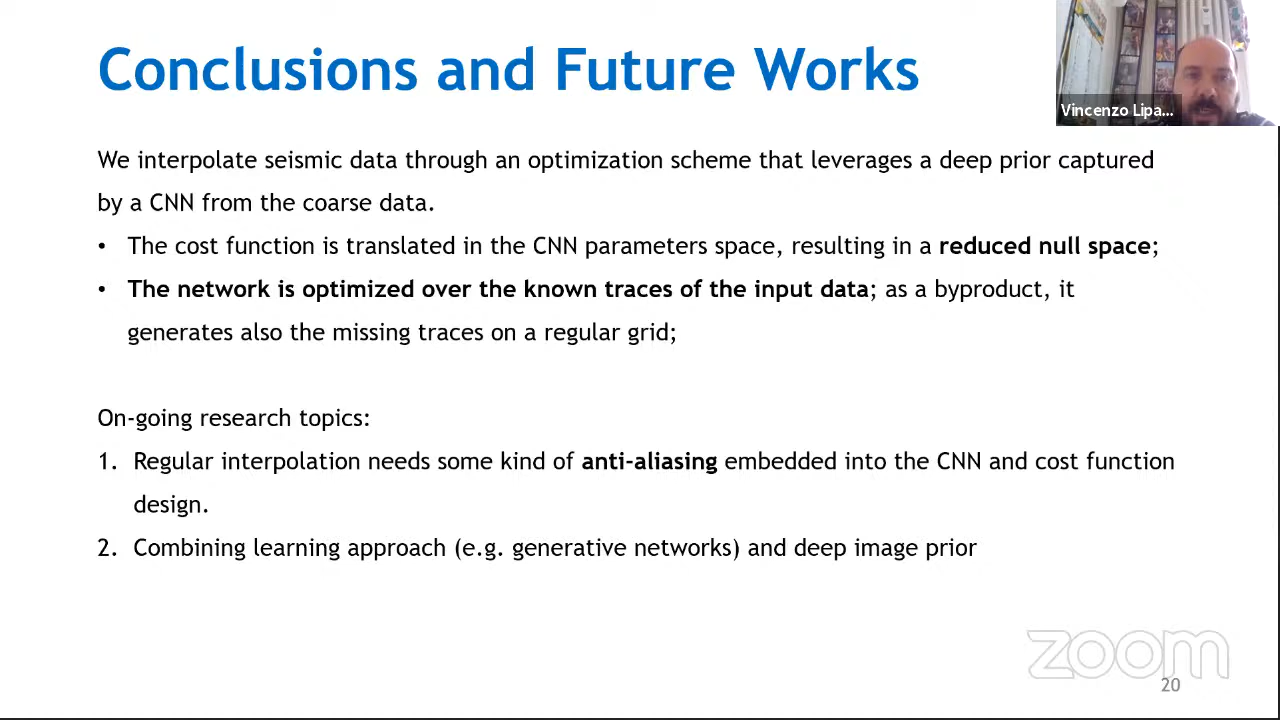 Conclusions and Future Works
Vincenzo Lipa...
We interpolate seismic data through an optimization scheme that leverages a deep prior captured
by a CNN from the coarse data.
• The cost function is translated in the CNN parameters space, resulting in a reduced null space;
• The network is optimized over the known traces of the input data; as a byproduct, it
generates also the missing traces on a regular grid;
On-going research topics:
1. Regular interpolation needs some kind of anti-aliasing embedded into the CNN and cost function
design.
2. Combining learning approach (e.g. generative networks) and deep image prior
zoom
20